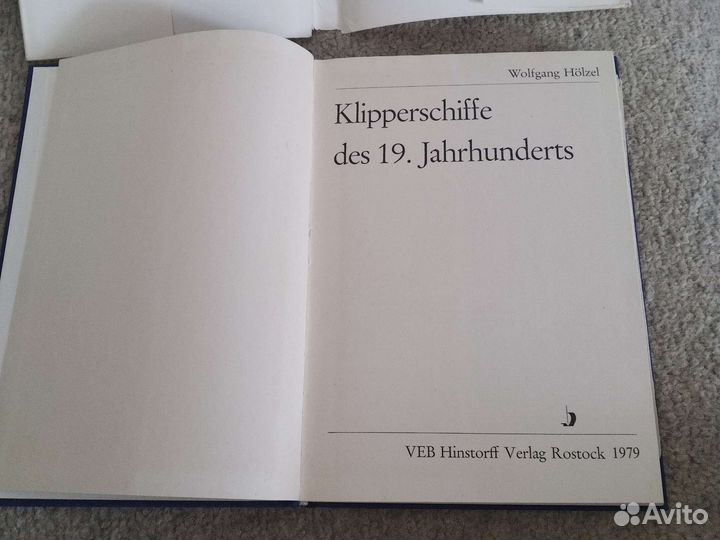 Wolfgang Hölzel
Klipperschiffe
des 19. Jahrhunderts
VEB Hinstorff Verlag Rostock 1979
Avito